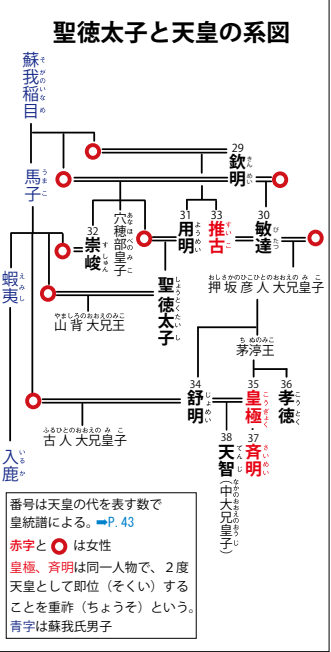 聖徳太子と天皇の系図
蘇我稲目
そがのいなめ
29
欽明
きんめい
馬子
うまこ
穴穂部皇子
あなほべのみこ
32
崇峻
すしゅん
31
用明
ようめい
33
推古
すいこ
30
敏達
びたつ
蝦夷
えみし
聖徳太子
しょうとくたいし
おしさかのひこひとのおおえのみこ
押坂彦人大兄皇子
やましろのおおえのみこ
山背大兄王
ちぬのみこ
茅渟王
34
舒明
じょめい
35
皇極
こうぎょく
・
37
斉明
さいめい
36
孝徳
こうとく
ふるひとのおおえのみこ
古人大兄皇子
38
天智
てんじ
（中大兄皇子）
なかのおおえのおうじ
入鹿
いるか
番号は天皇の代を表す数で
皇統譜による。➡P.43
赤字と は女性
皇極、斉明は同一人物で、２度
天皇として即位（そくい）する
ことを重祚（ちょうそ）という。
青字は蘇我氏男子